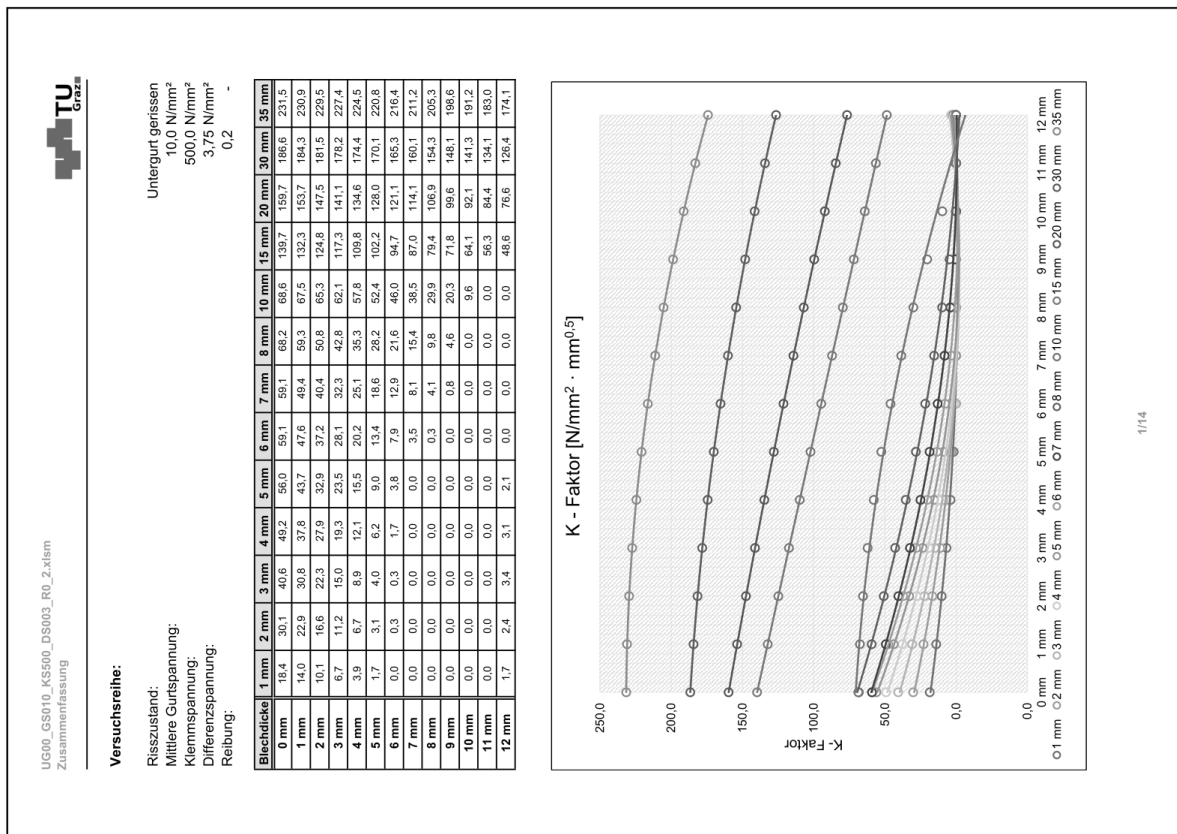 UG00_GS010_KS500_DS003_R0_2.xlsm
Zusammenfassung
TU
Graz
Versuchsreihe:
Risszustand: Untergurt gerissen
Mittlere Gurtspannung: 10,0 N/mm²
Klemmspannung: 500,0 N/mm²
Differenzspannung: 3,75 N/mm²
Reibung: 0,2 -
Blechdicke 1 mm 2 mm 3 mm 4 mm 5 mm 6 mm 7 mm 8 mm 10 mm 15 mm 20 mm 30 mm 35 mm
0 mm 18,4 30,1 40,6 49,2 56,0 59,1 59,1 68,2 68,6 139,7 159,7 186,6 231,5
1 mm 14,0 22,9 30,8 37,8 43,7 47,6 49,4 59,3 67,5 132,3 153,7 184,3 230,9
2 mm 10,1 16,6 22,3 27,9 32,9 37,2 40,4 50,8 65,3 124,8 147,5 181,5 229,5
3 mm 6,7 11,2 15,0 19,3 23,5 28,1 32,3 42,8 62,1 117,3 141,1 178,2 227,4
4 mm 3,9 6,7 8,9 12,1 15,5 20,2 25,1 35,3 57,8 109,8 134,6 174,4 224,5
5 mm 1,7 3,1 4,0 6,2 9,0 13,4 18,6 28,2 52,4 102,2 128,0 170,1 220,8
6 mm 0,0 0,3 0,3 1,7 3,8 7,9 12,9 21,6 46,0 94,7 121,1 165,3 216,4
7 mm 0,0 0,0 0,0 0,0 0,0 3,5 8,1 15,4 38,5 87,0 114,1 160,1 211,2
8 mm 0,0 0,0 0,0 0,0 0,0 0,3 4,1 9,8 29,9 79,4 106,9 154,3 205,3
9 mm 0,0 0,0 0,0 0,0 0,0 0,0 0,8 4,6 20,3 71,8 99,6 148,1 198,6
10 mm 0,0 0,0 0,0 0,0 0,0 0,0 0,0 0,0 9,6 64,1 92,1 141,3 191,2
11 mm 0,0 0,0 0,0 0,0 0,0 0,0 0,0 0,0 0,0 56,3 84,4 134,1 183,0
12 mm 1,7 2,4 3,4 3,1 2,1 0,0 0,0 0,0 0,0 48,6 76,6 126,4 174,1
K - Faktor [N/mm² · mm^0,5]
K - Faktor
250,0
200,0
150,0
100,0
50,0
0,0
0,0
0 mm 1 mm 2 mm 3 mm 4 mm 5 mm 6 mm 7 mm 8 mm 9 mm 10 mm 11 mm 12 mm
1 mm 2 mm 3 mm 4 mm 5 mm 6 mm 7 mm 8 mm 10 mm 15 mm 20 mm 30 mm 35 mm
1/14